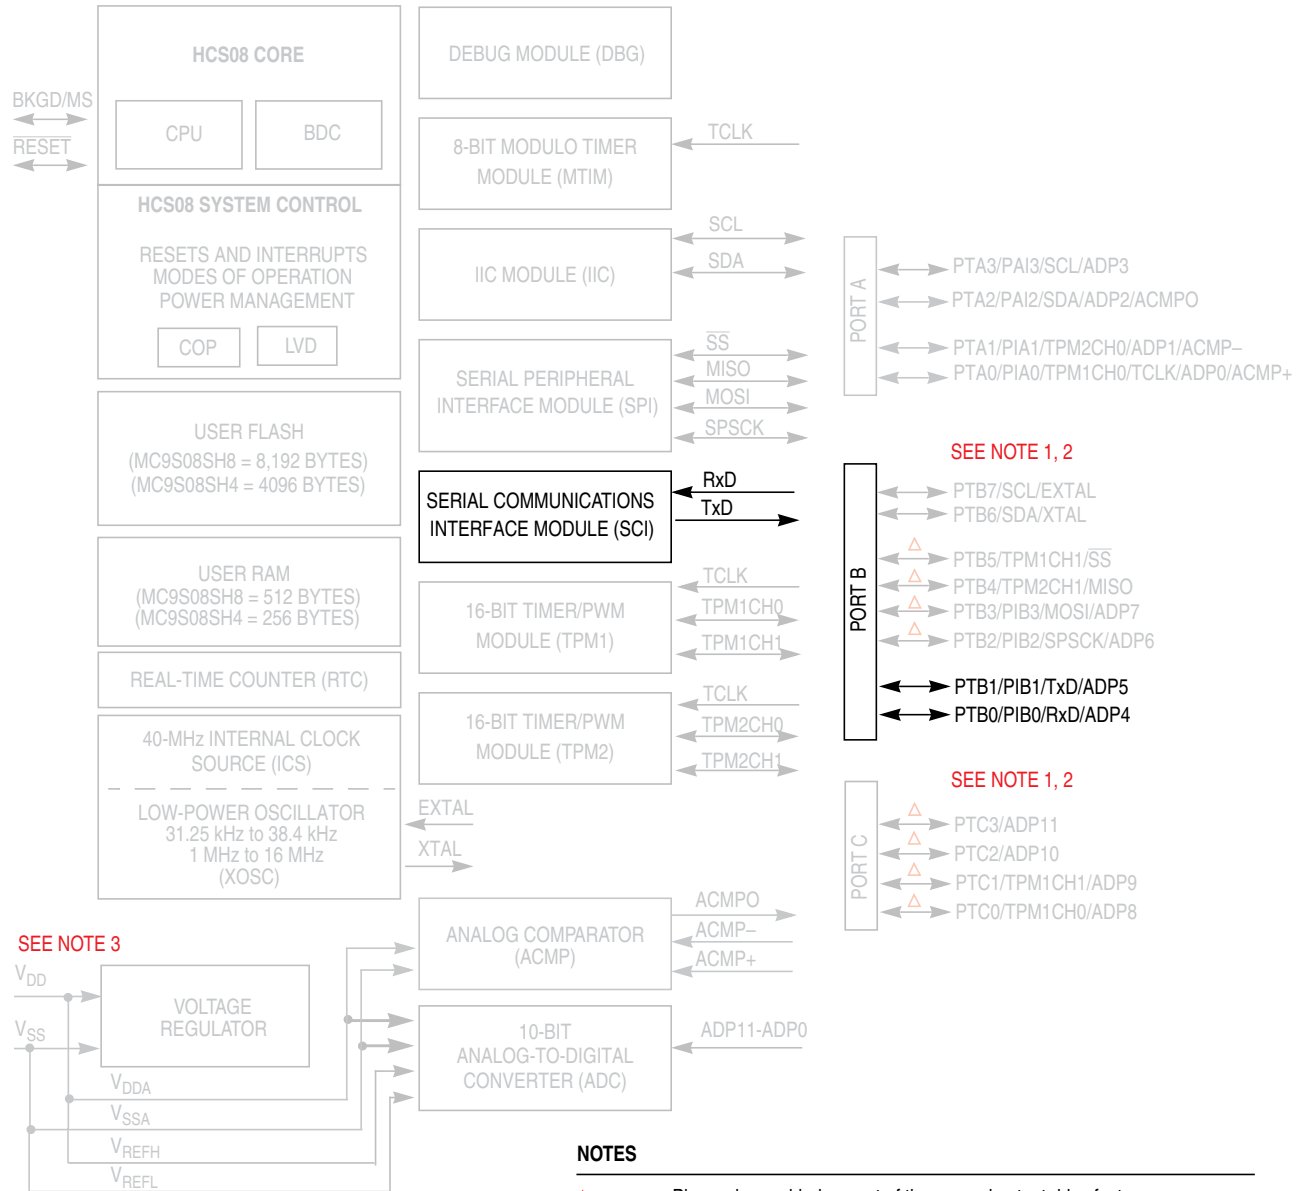 HCS08 CORE
CPU
BDC
BKGD/MS
RESET
HCS08 SYSTEM CONTROL
RESETS AND INTERRUPTS
MODES OF OPERATION
POWER MANAGEMENT
COP
LVD
USER FLASH
(MC9S08SH8 = 8,192 BYTES)
(MC9S08SH4 = 4096 BYTES)
USER RAM
(MC9S08SH8 = 512 BYTES)
(MC9S08SH4 = 256 BYTES)
REAL-TIME COUNTER (RTC)
40-MHz INTERNAL CLOCK
SOURCE (ICS)
LOW-POWER OSCILLATOR
31.25 kHz to 38.4 kHz
1 MHz to 16 MHz
(XOSC)
EXTAL
XTAL
SEE NOTE 3
VDD
VSS
VOLTAGE
REGULATOR
VDDA
VSSA
VREFH
VREFL
DEBUG MODULE (DBG)
8-BIT MODULO TIMER
MODULE (MTIM)
TCLK
IIC MODULE (IIC)
SCL
SDA
SERIAL PERIPHERAL
INTERFACE MODULE (SPI)
SS
MISO
MOSI
SPSCK
SERIAL COMMUNICATIONS
INTERFACE MODULE (SCI)
RxD
TxD
16-BIT TIMER/PWM
MODULE (TPM1)
TCLK
TPM1CH0
TPM1CH1
16-BIT TIMER/PWM
MODULE (TPM2)
TCLK
TPM2CH0
TPM2CH1
ANALOG COMPARATOR
(ACMP)
ACMPO
ACMP–
ACMP+
10-BIT
ANALOG-TO-DIGITAL
CONVERTER (ADC)
ADP11-ADP0
PORT A
PTA3/PAI3/SCL/ADP3
PTA2/PAI2/SDA/ADP2/ACMPO
PTA1/PIA1/TPM2CH0/ADP1/ACMP–
PTA0/PIA0/TPM1CH0/TCLK/ADP0/ACMP+
SEE NOTE 1, 2
PORT B
PTB7/SCL/EXTAL
PTB6/SDA/XTAL
PTB5/TPM1CH1/SS
PTB4/TPM2CH1/MISO
PTB3/PIB3/MOSI/ADP7
PTB2/PIB2/SPSCK/ADP6
PTB1/PIB1/TxD/ADP5
PTB0/PIB0/RxD/ADP4
SEE NOTE 1, 2
PORT C
PTC3/ADP11
PTC2/ADP10
PTC1/TPM1CH1/ADP9
PTC0/TPM1CH0/ADP8
NOTES